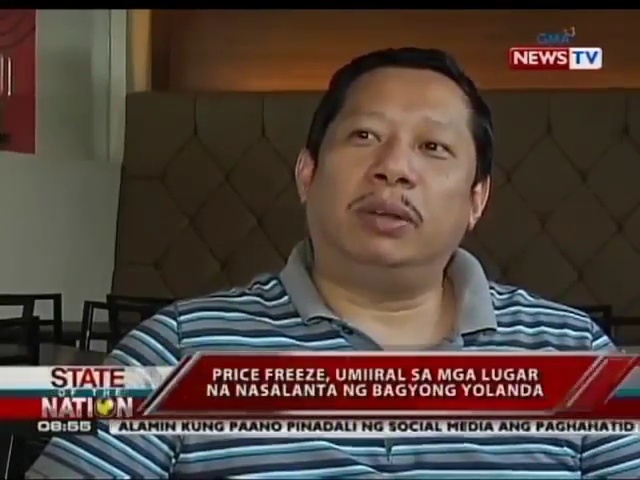 GMA
NEWS TV
PRICE FREEZE, UMIIRAL SA MGA LUGAR
NA NASALANTA NG BAGYONG YOLANDA
STATE
OF THE
NATION
08:55
ALAMIN KUNG PAANO PINADALI NG SOCIAL MEDIA ANG PAGHAHATID